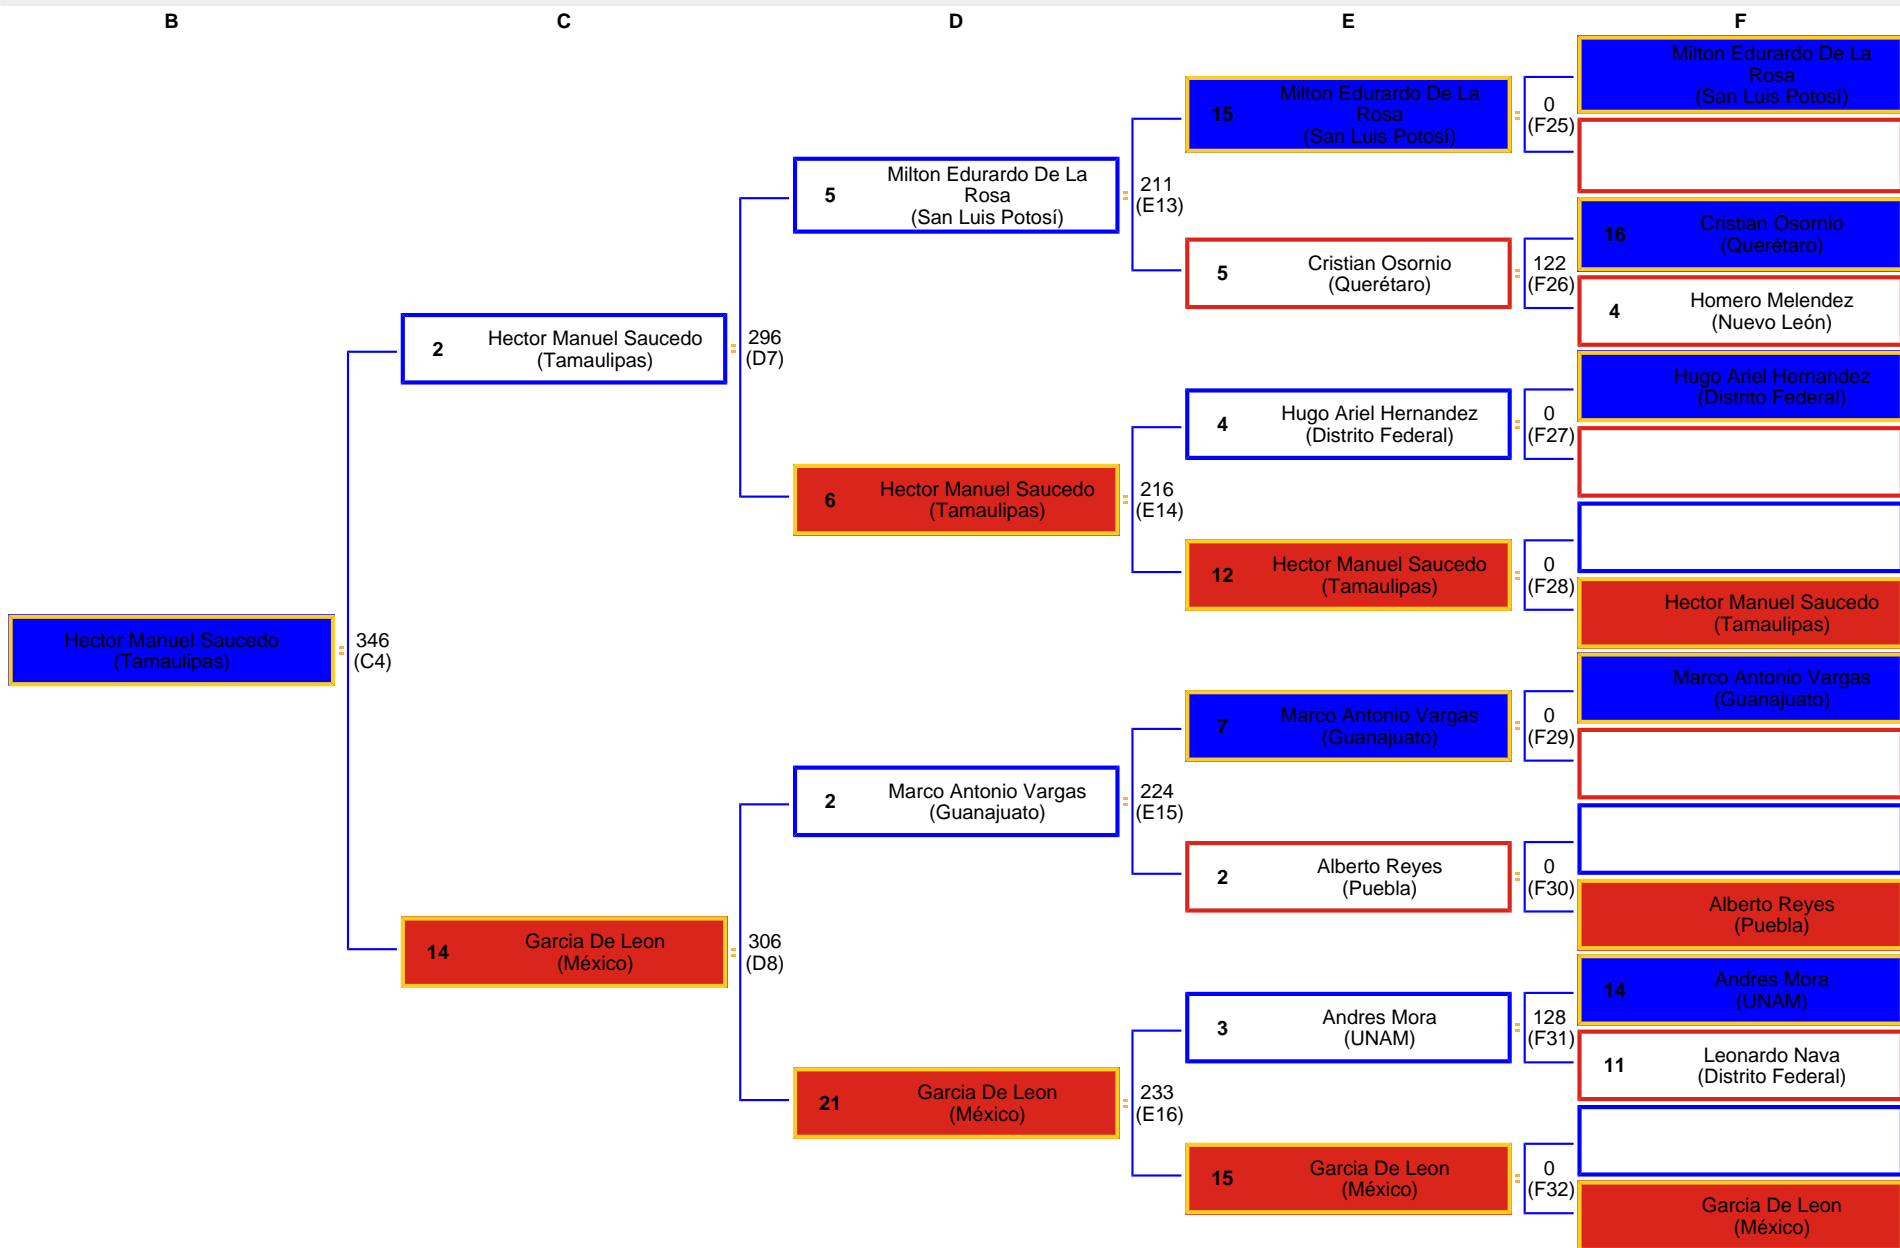 B
C
D
E
F
Hector Manuel Saucedo
(Tamaulipas)
346
(C4)
2
Hector Manuel Saucedo
(Tamaulipas)
296
(D7)
14
Garcia De Leon
(México)
306
(D8)
5
Milton Edurardo De La
Rosa
(San Luis Potosí)
211
(E13)
6
Hector Manuel Saucedo
(Tamaulipas)
216
(E14)
2
Marco Antonio Vargas
(Guanajuato)
224
(E15)
21
Garcia De Leon
(México)
233
(E16)
15
Milton Edurardo De La
Rosa
(San Luis Potosí)
0
(F25)
5
Cristian Osornio
(Querétaro)
122
(F26)
4
Hugo Ariel Hernandez
(Distrito Federal)
0
(F27)
12
Hector Manuel Saucedo
(Tamaulipas)
0
(F28)
7
Marco Antonio Vargas
(Guanajuato)
0
(F29)
2
Alberto Reyes
(Puebla)
0
(F30)
3
Andres Mora
(UNAM)
128
(F31)
15
Garcia De Leon
(México)
0
(F32)
Milton Edurardo De La
Rosa
(San Luis Potosí)
16
Cristian Osornio
(Querétaro)
4
Homero Melendez
(Nuevo León)
Hugo Ariel Hernandez
(Distrito Federal)
Hector Manuel Saucedo
(Tamaulipas)
Marco Antonio Vargas
(Guanajuato)
Alberto Reyes
(Puebla)
14
Andres Mora
(UNAM)
11
Leonardo Nava
(Distrito Federal)
Garcia De Leon
(México)